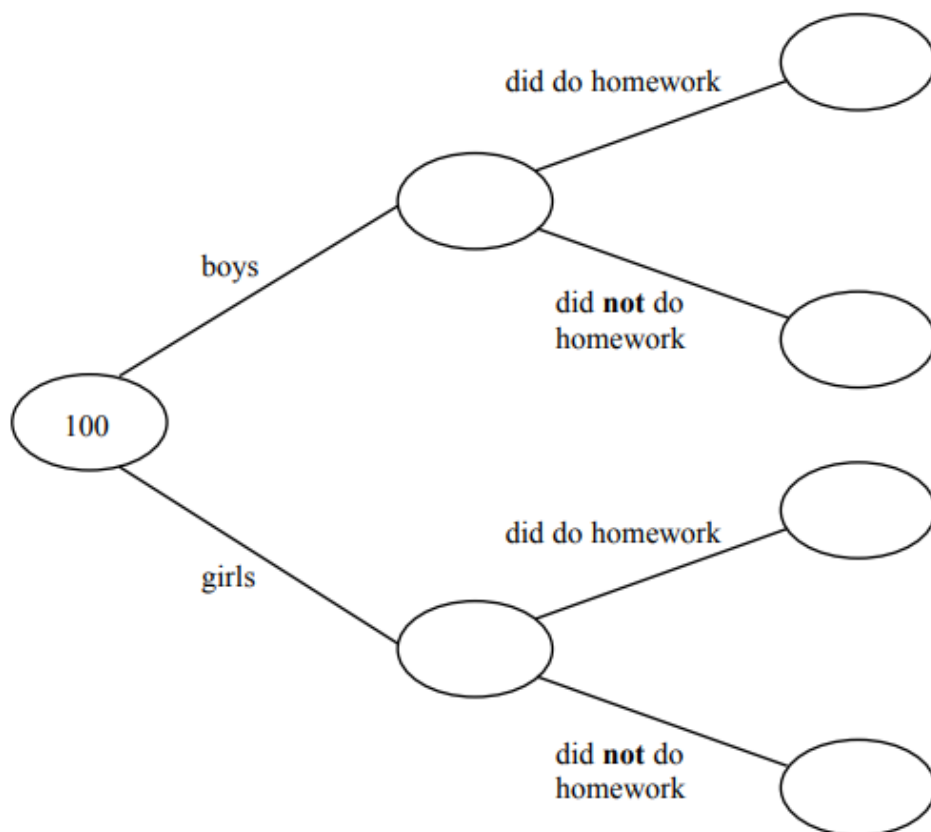 did do homework
boys
did not do
homework
100
did do homework
girls
did not do
homework